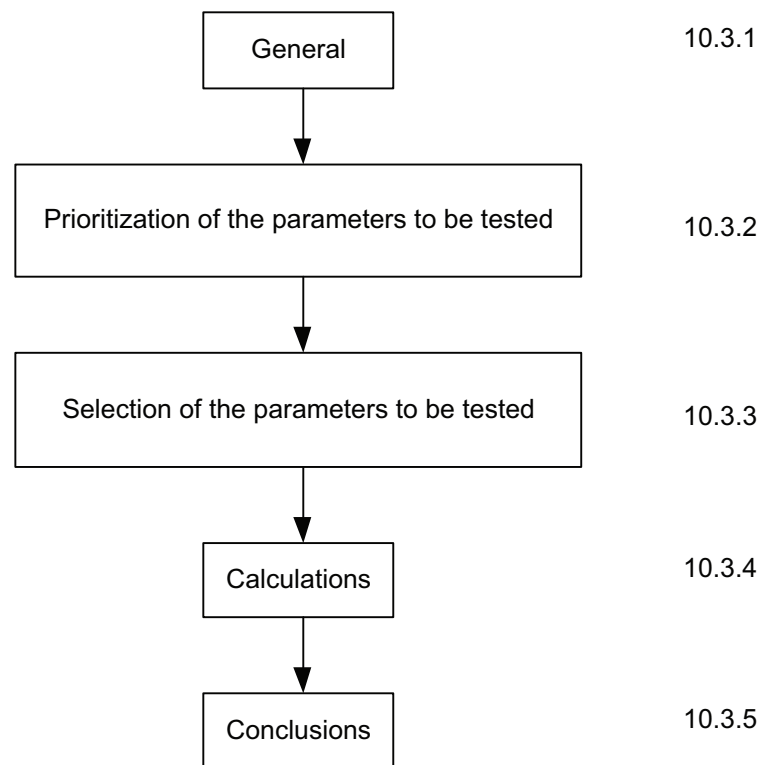 General 10.3.1
Prioritization of the parameters to be tested 10.3.2
Selection of the parameters to be tested 10.3.3
Calculations 10.3.4
Conclusions 10.3.5